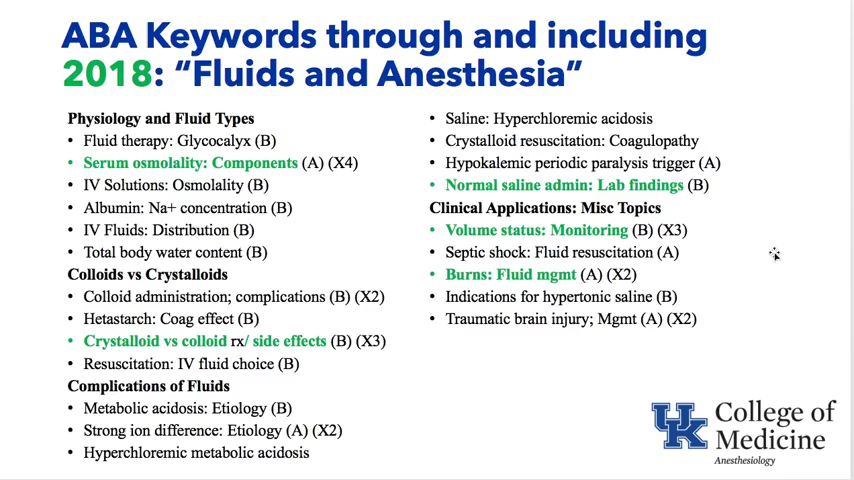 ABA Keywords through and including
2018: “Fluids and Anesthesia”
Physiology and Fluid Types
• Fluid therapy: Glycocalyx (B)
• Serum osmolality: Components (A) (X4)
• IV Solutions: Osmolality (B)
• Albumin: Na+ concentration (B)
• IV Fluids: Distribution (B)
• Total body water content (B)
Colloids vs Crystalloids
• Colloid administration; complications (B) (X2)
• Hetastarch: Coag effect (B)
• Crystalloid vs colloid rx/ side effects (B) (X3)
• Resuscitation: IV fluid choice (B)
Complications of Fluids
• Metabolic acidosis: Etiology (B)
• Strong ion difference: Etiology (A) (X2)
• Hyperchloremic metabolic acidosis
• Saline: Hyperchloremic acidosis
• Crystalloid resuscitation: Coagulopathy
• Hypokalemic periodic paralysis trigger (A)
• Normal saline admin: Lab findings (B)
Clinical Applications: Misc Topics
• Volume status: Monitoring (B) (X3)
• Septic shock: Fluid resuscitation (A)
• Burns: Fluid mgmt (A) (X2)
• Indications for hypertonic saline (B)
• Traumatic brain injury; Mgmt (A) (X2)
UK College of
Medicine
Anesthesiology